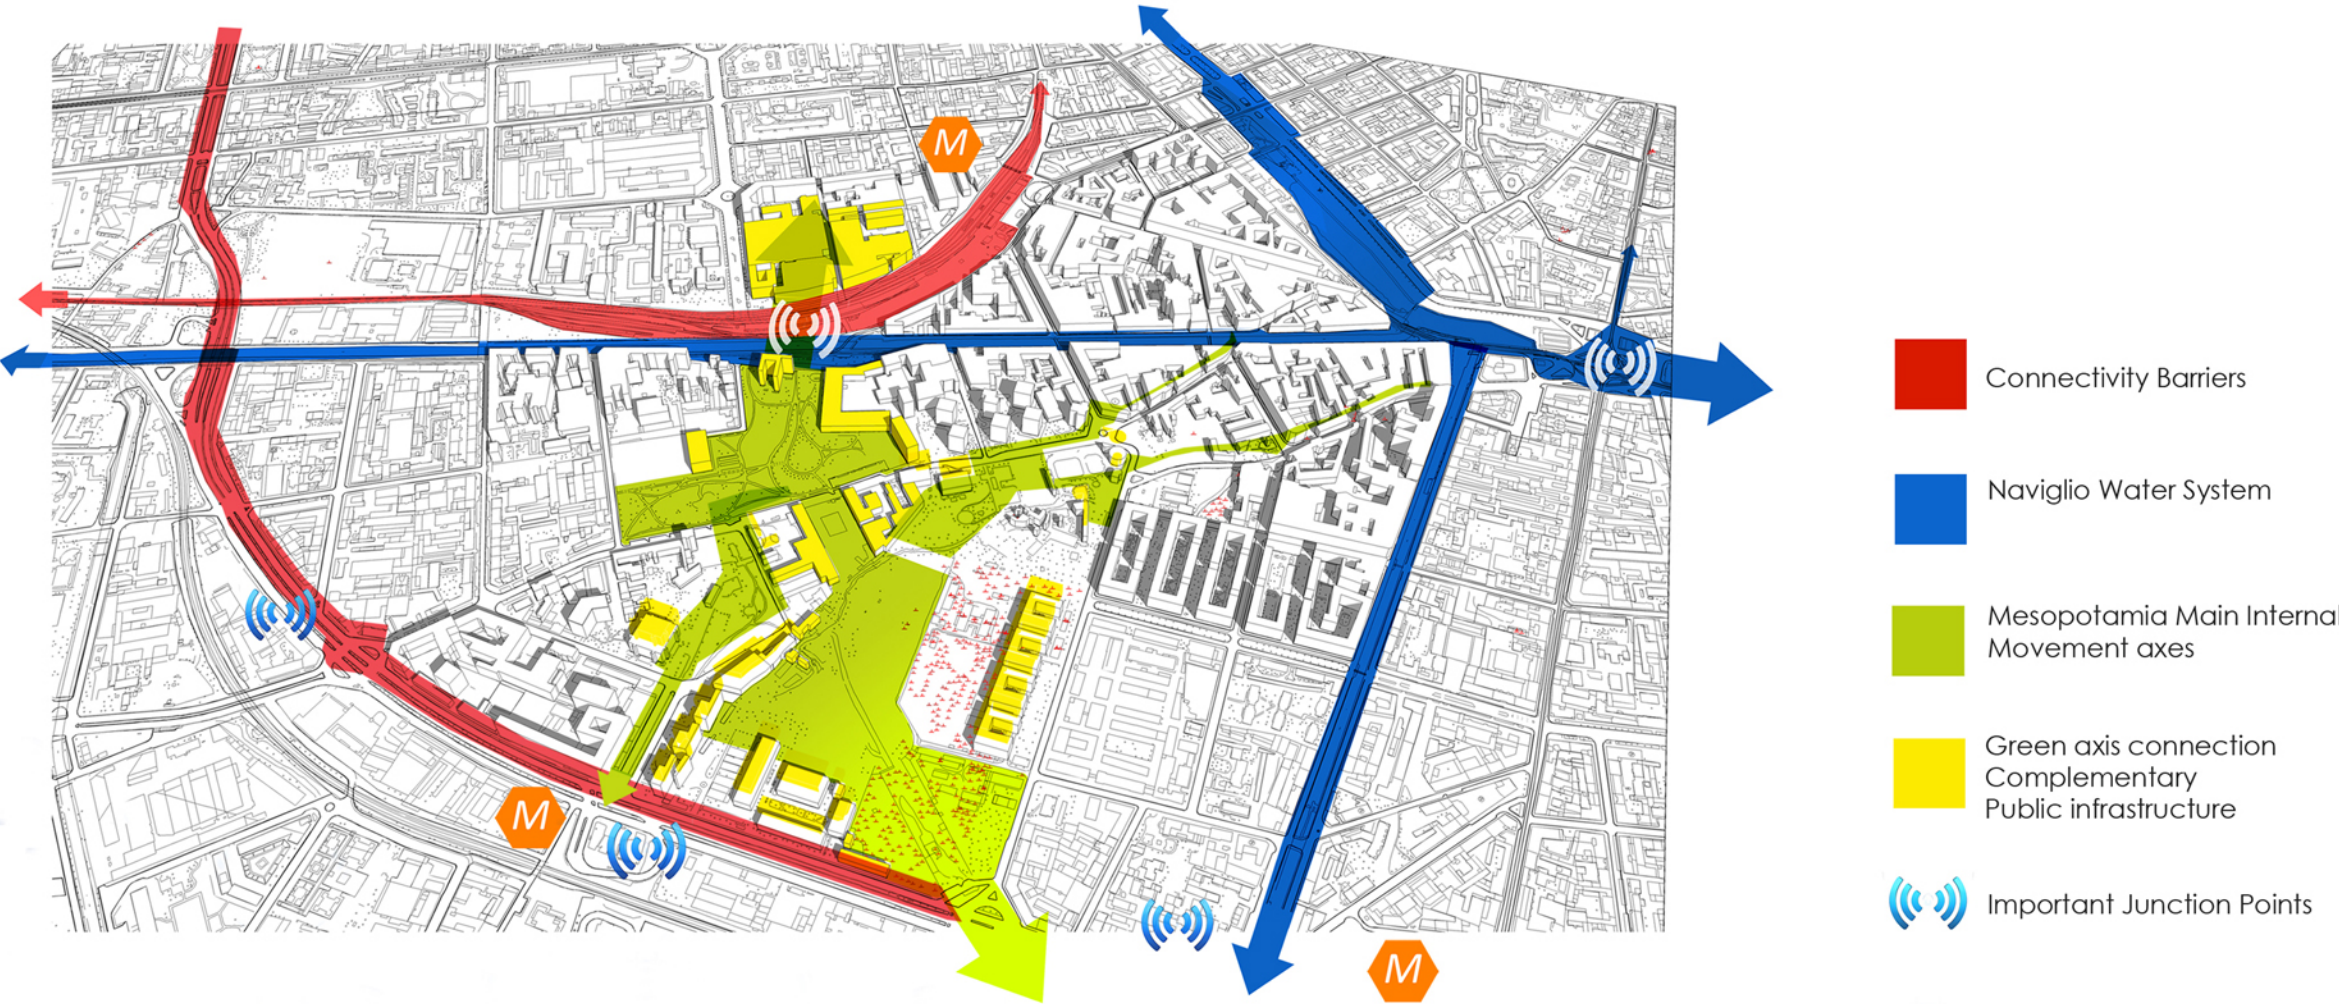 M
Connectivity Barriers
Naviglio Water System
Mesopotamia Main Internal
Movement axes
Green axis connection
Complementary
Public infrastructure
M
Important Junction Points
M